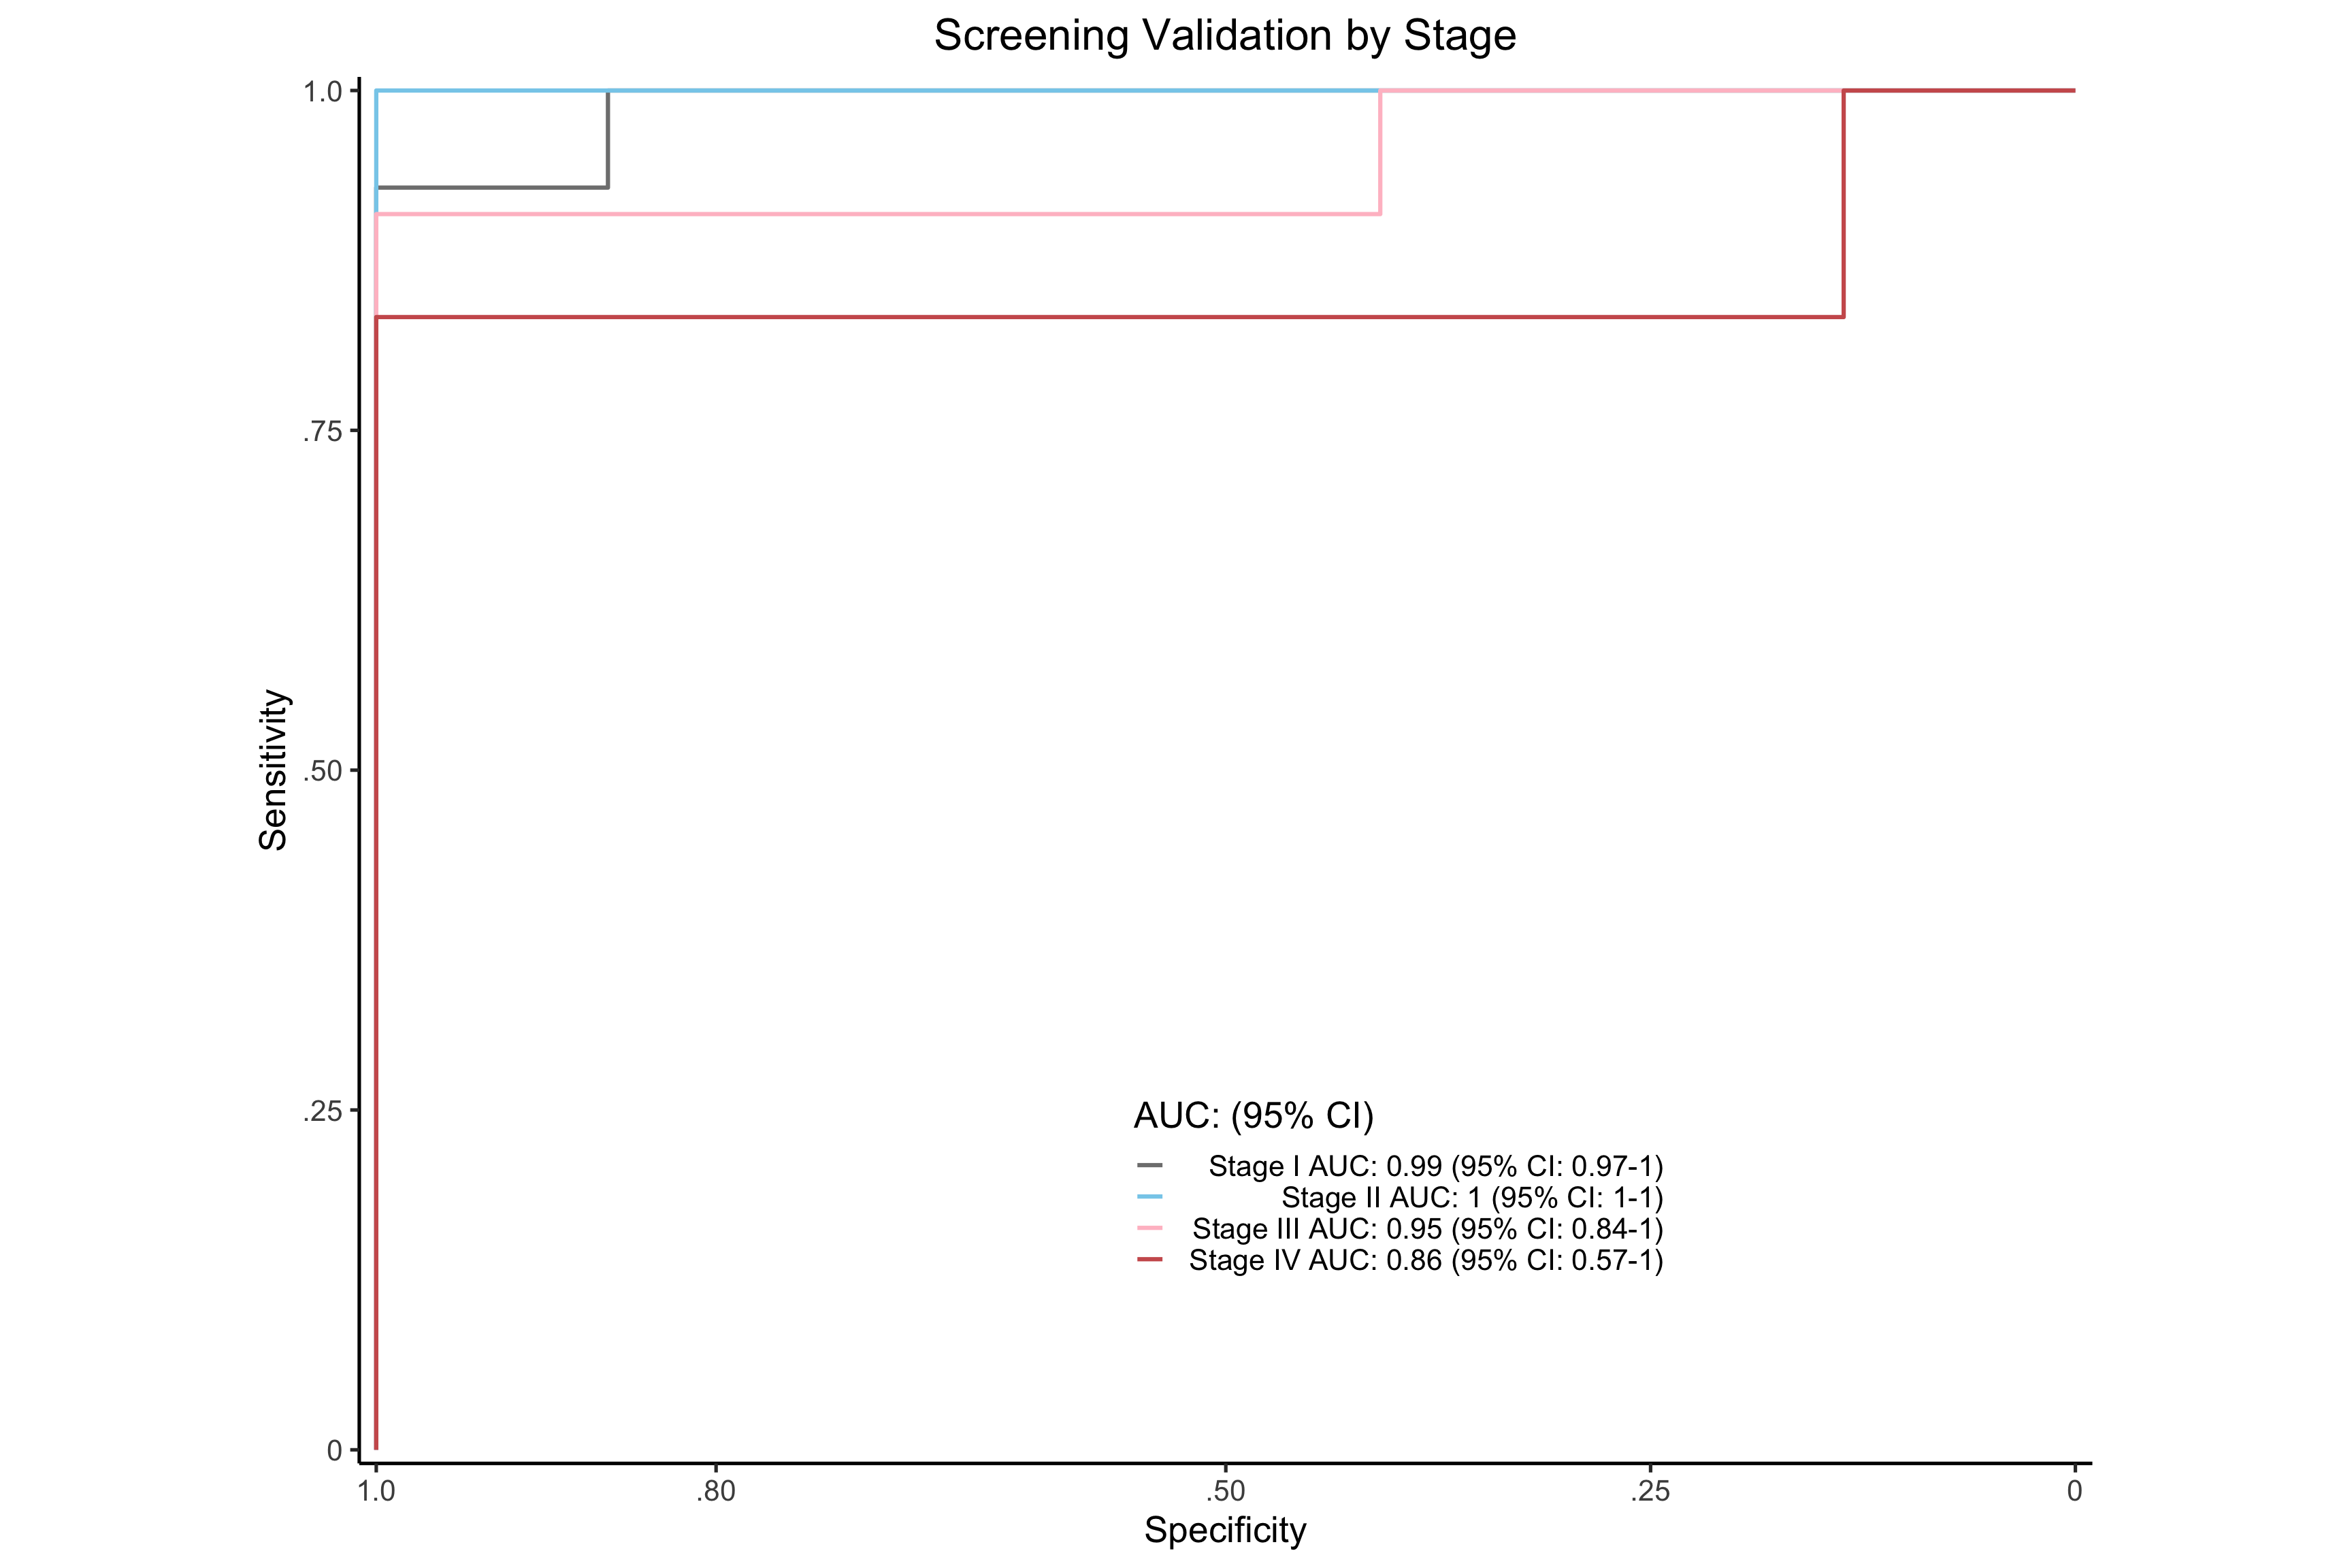 Screening Validation by Stage
1.0
.75
.50
.25
0
Sensitivity
AUC: (95% CI)
Stage I AUC: 0.99 (95% CI: 0.97-1)
Stage II AUC: 1 (95% CI: 1-1)
Stage III AUC: 0.95 (95% CI: 0.84-1)
Stage IV AUC: 0.86 (95% CI: 0.57-1)
1.0 .80 .50 .25 0
Specificity